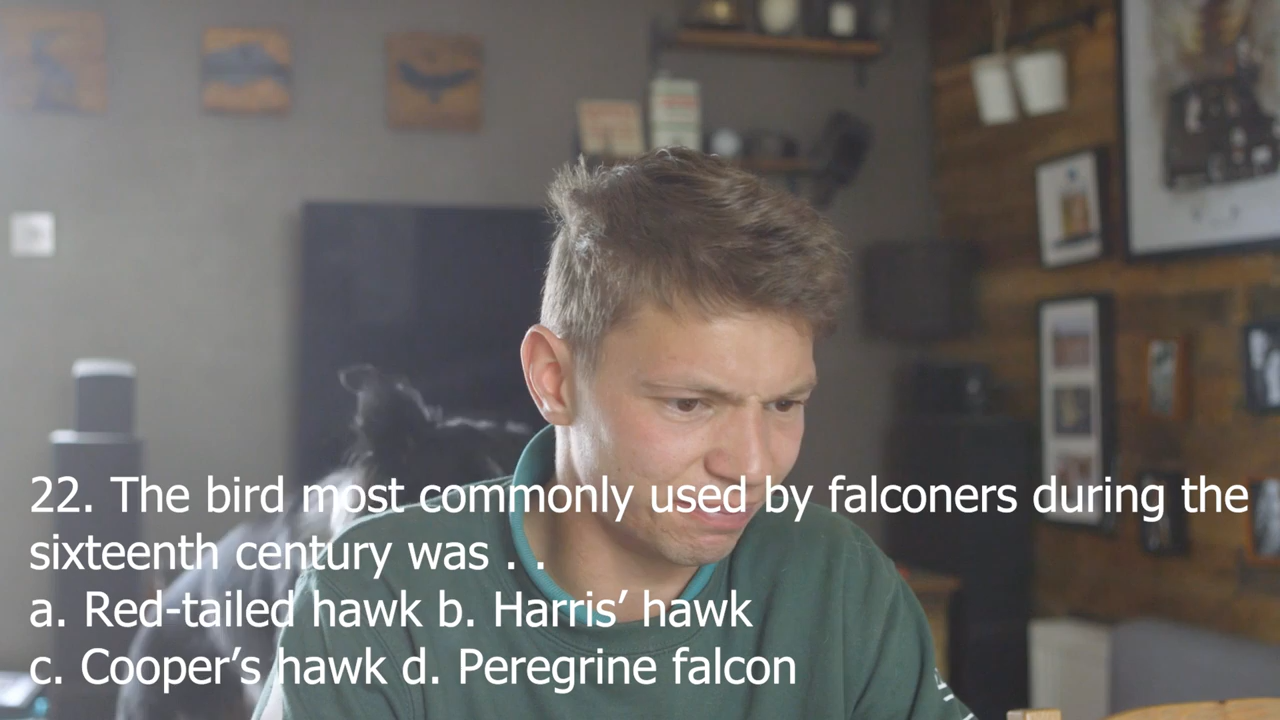 22. The bird most commonly used by falconers during the
sixteenth century was . .
a. Red-tailed hawk b. Harris’ hawk
c. Cooper’s hawk d. Peregrine falcon